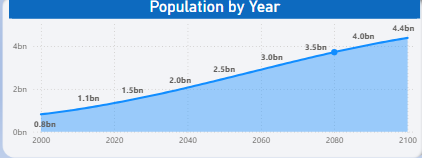 Population by Year
4bn
2bn
0bn
0.8bn
1.1bn
1.5bn
2.0bn
2.5bn
3.0bn
3.5bn
4.0bn
4.4bn
2000
2020
2040
2060
2080
2100